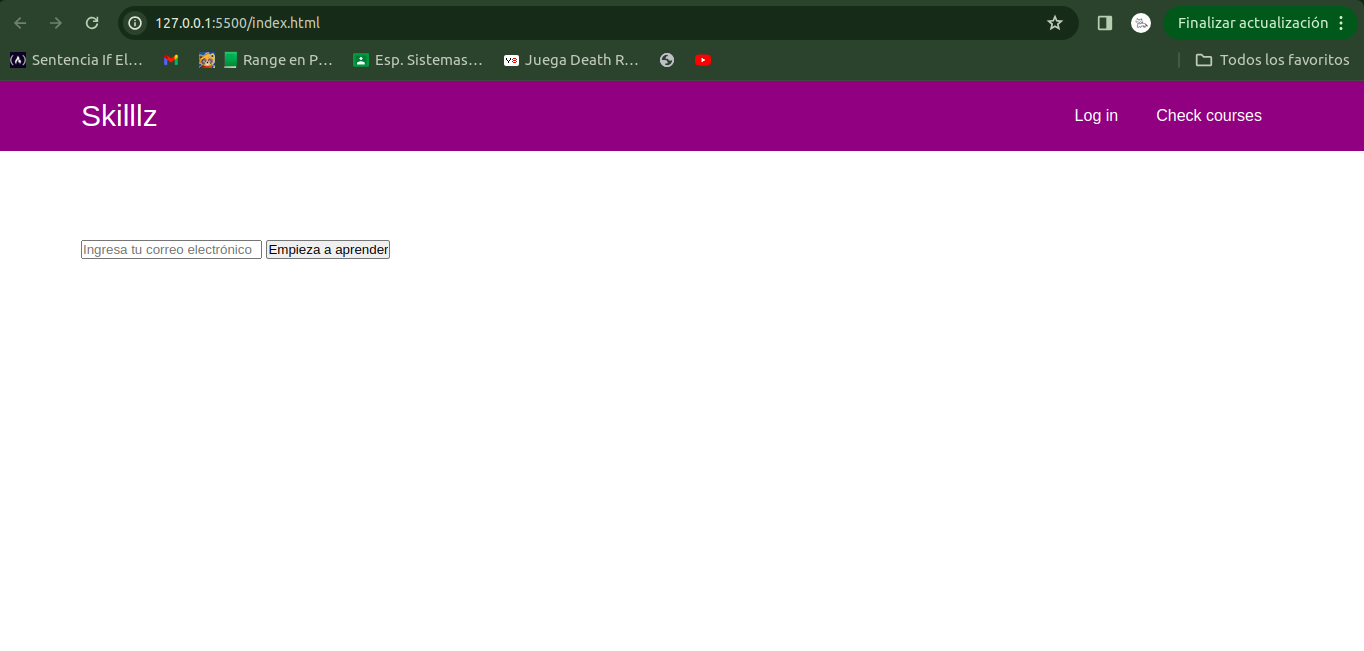 127.0.0.1:5500/index.html
Finalizar actualización
Sentencia If El...
Range en P...
Esp. Sistemas...
Juega Death R...
Todos los favoritos
Skilllz
Log in
Check courses
Ingresa tu correo electrónico
Empieza a aprender